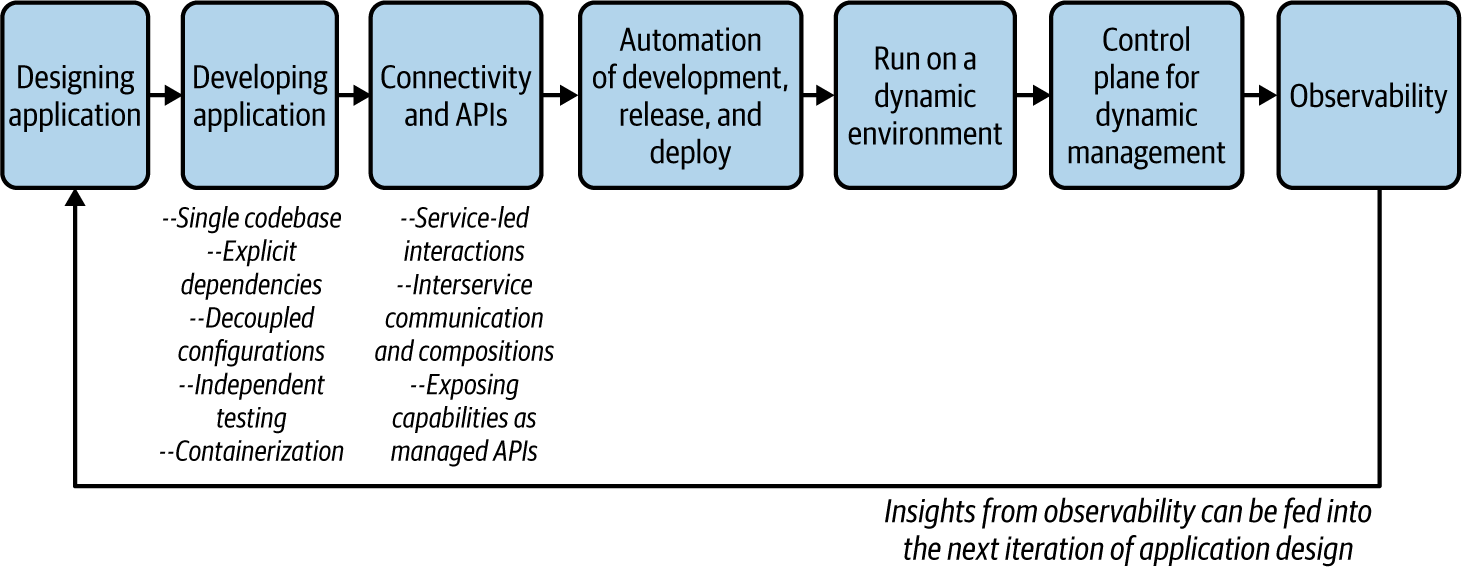 Designing
application
Developing
application
Connectivity
and APIs
Automation
of development,
release, and
deploy
Run on a
dynamic
environment
Control
plane for
dynamic
management
Observability
--Single codebase
--Explicit
dependencies
--Decoupled
configurations
--Independent
testing
--Containerization
--Service-led
interactions
--Interservice
communication
and compositions
--Exposing
capabilities as
managed APIs
Insights from observability can be fed into
the next iteration of application design